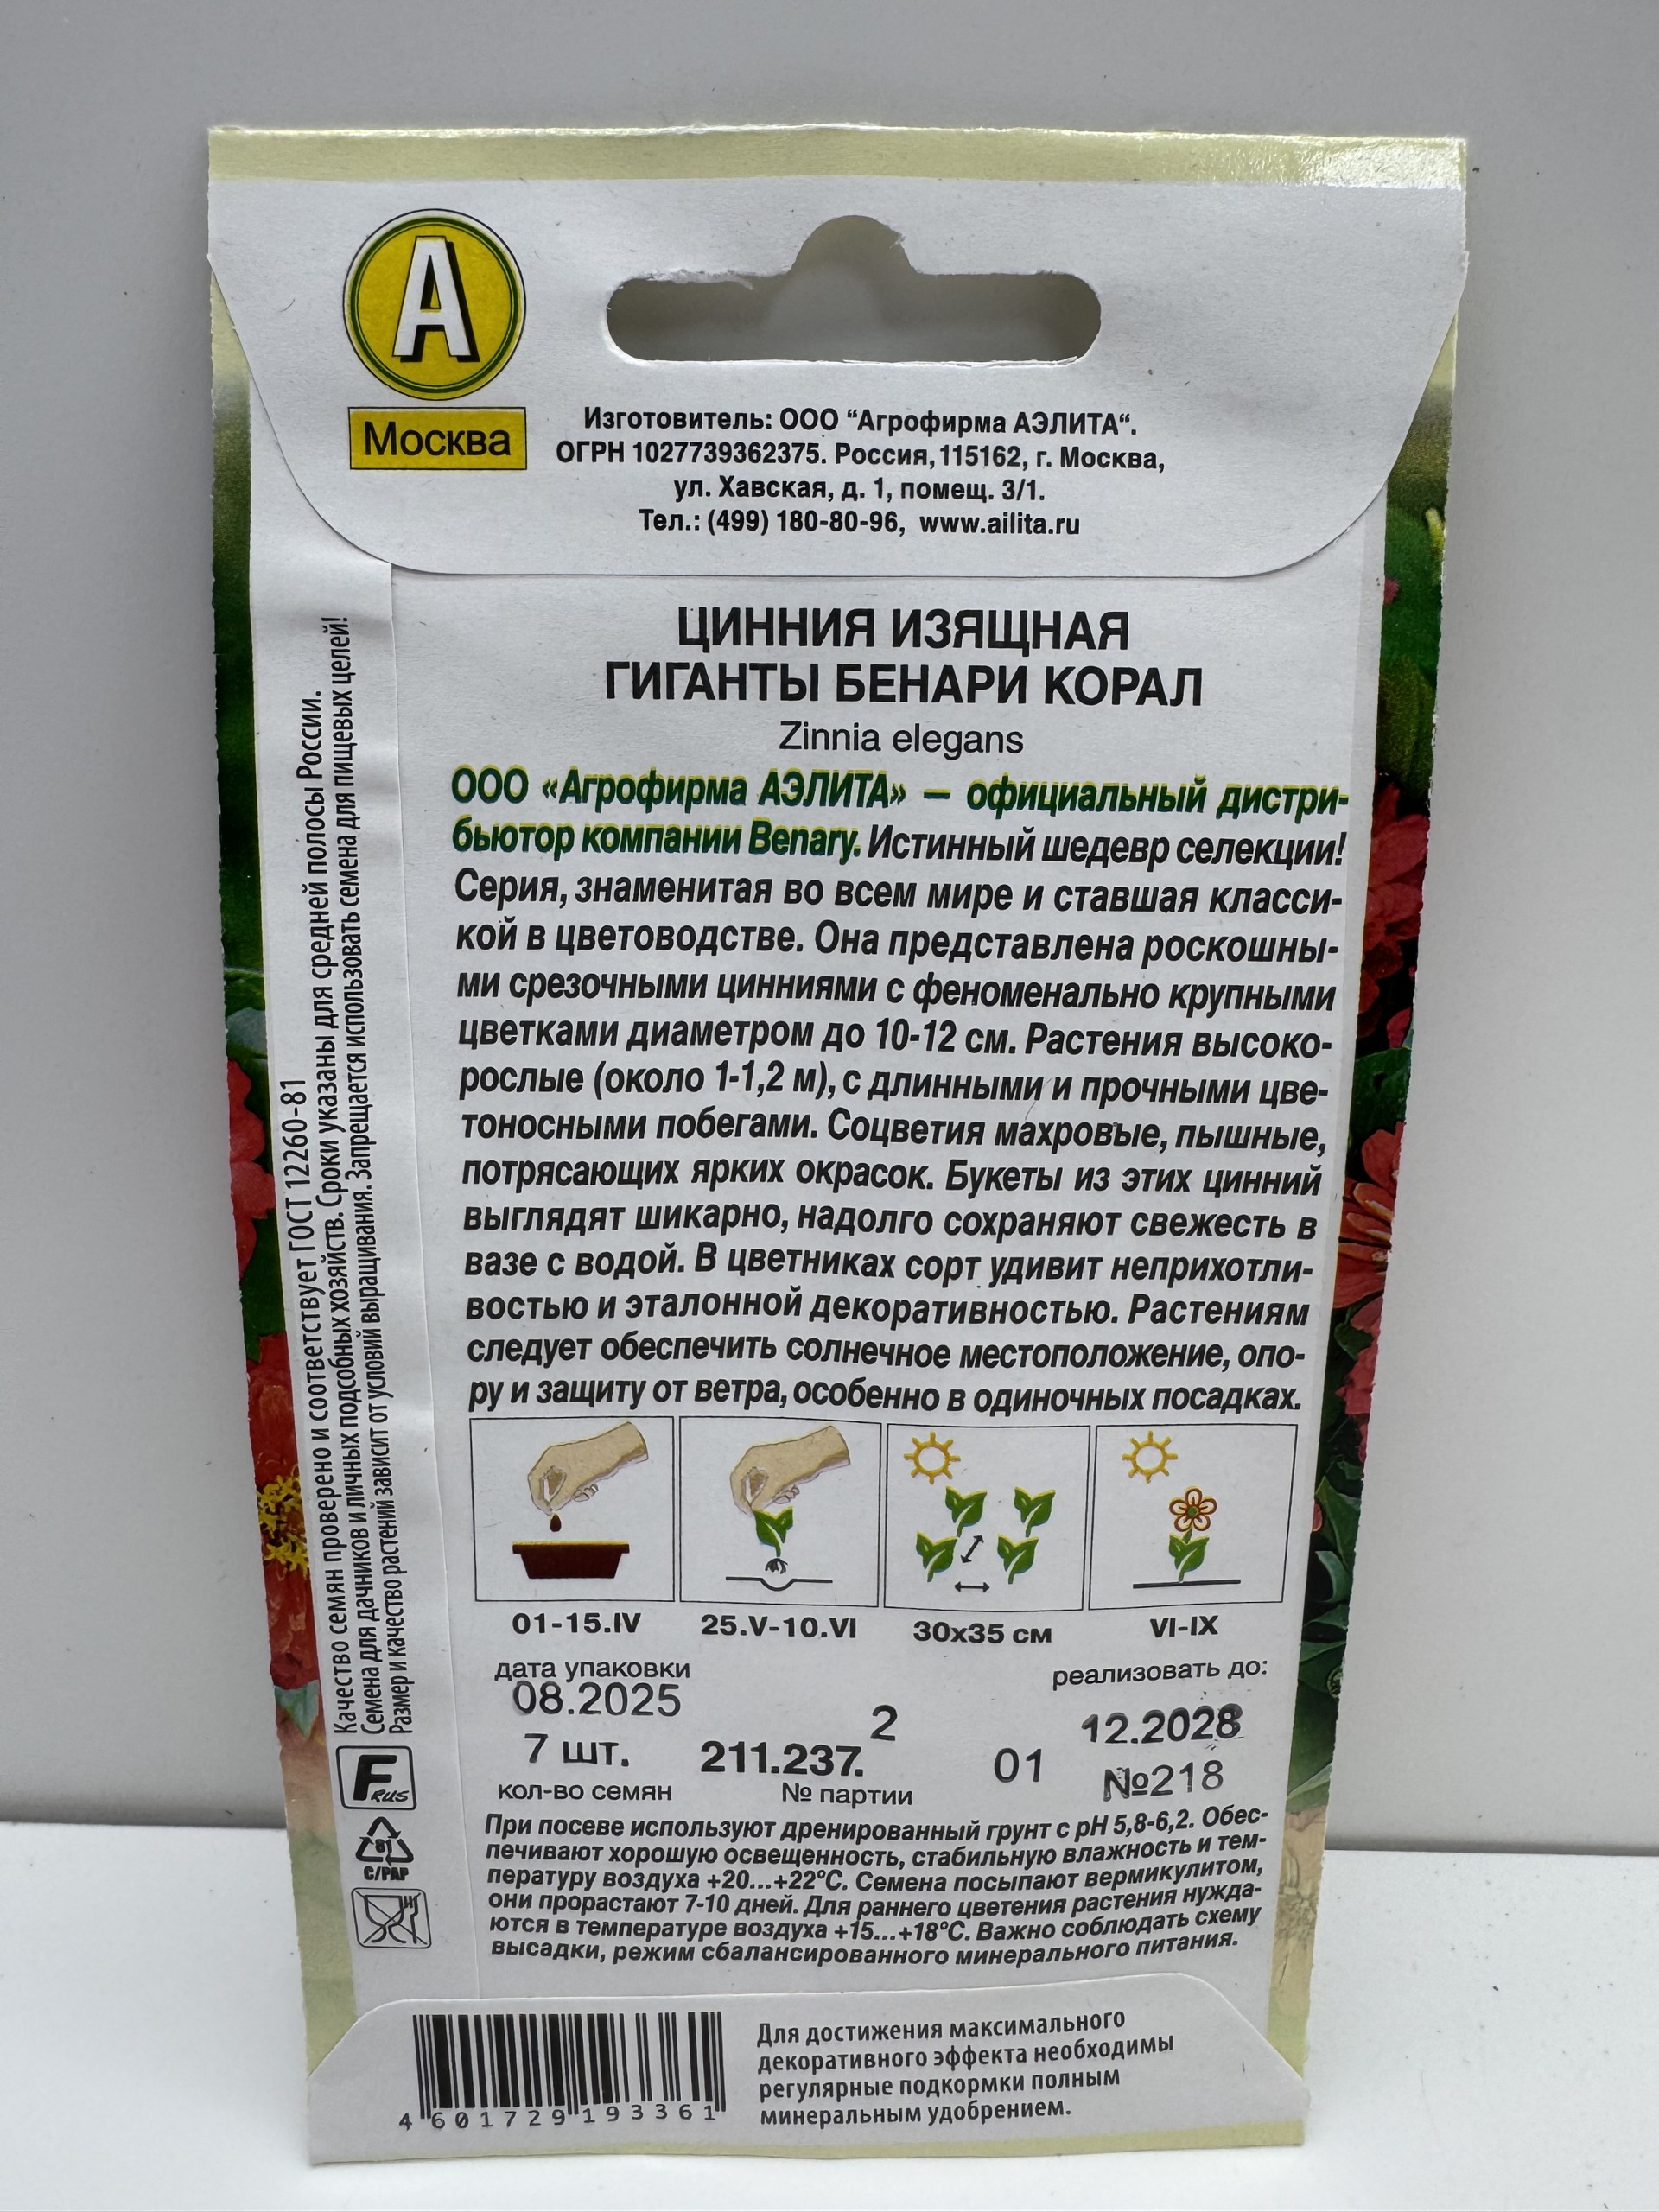 А
Москва
Изготовитель: ООО “Агрофирма АЭЛИТА“.
ОГРН 1027739362375. Россия, 115162, г. Москва,
ул. Хавская, д. 1, помещ. 3/1.
Тел.: (499) 180-80-96, www.ailita.ru
ЦИННИЯ ИЗЯЩНАЯ
ГИГАНТЫ БЕНАРИ КОРАЛ
Zinnia elegans
ООО «Агрофирма АЭЛИТА» — официальный дистри-
бьютор компании Benary. Истинный шедевр селекции!
Серия, знаменитая во всем мире и ставшая класси-
кой в цветоводстве. Она представлена роскошны-
ми срезочными цинниями с феноменально крупными
цветками диаметром до 10-12 см. Растения высоко-
рослые (около 1-1,2 м), с длинными и прочными цве-
тоносными побегами. Соцветия махровые, пышные,
потрясающих ярких окрасок. Букеты из этих цинний
выглядят шикарно, надолго сохраняют свежесть в
вазе с водой. В цветниках сорт удивит неприхотли-
востью и эталонной декоративностью. Растениям
следует обеспечить солнечное местоположение, опо-
ру и защиту от ветра, особенно в одиночных посадках.
01-15.IV
25.V-10.VI
30x35 см
VI-IX
дата упаковки
08.2025
реализовать до:
12.2028
7 шт.
кол-во семян
211.237.
2
№ партии
01
№218
При посеве используют дренированный грунт с pH 5,8-6,2. Обес-
печивают хорошую освещенность, стабильную влажность и тем-
пературу воздуха +20...+22°С. Семена посыпают вермикулитом,
они прорастают 7-10 дней. Для раннего цветения растения нужда-
ются в температуре воздуха +15...+18°С. Важно соблюдать схему
высадки, режим сбалансированного минерального питания.
Качество семян проверено и соответствует ГОСТ 12260-81
Семена для дачников и личных подсобных хозяйств. Сроки указаны для средней полосы России.
Размер и качество растений зависит от условий выращивания. Запрещается использовать семена для пищевых целей!
F RUS
81
C/PAP
4 601729 193361
Для достижения максимального
декоративного эффекта необходимы
регулярные подкормки полным
минеральным удобрением.